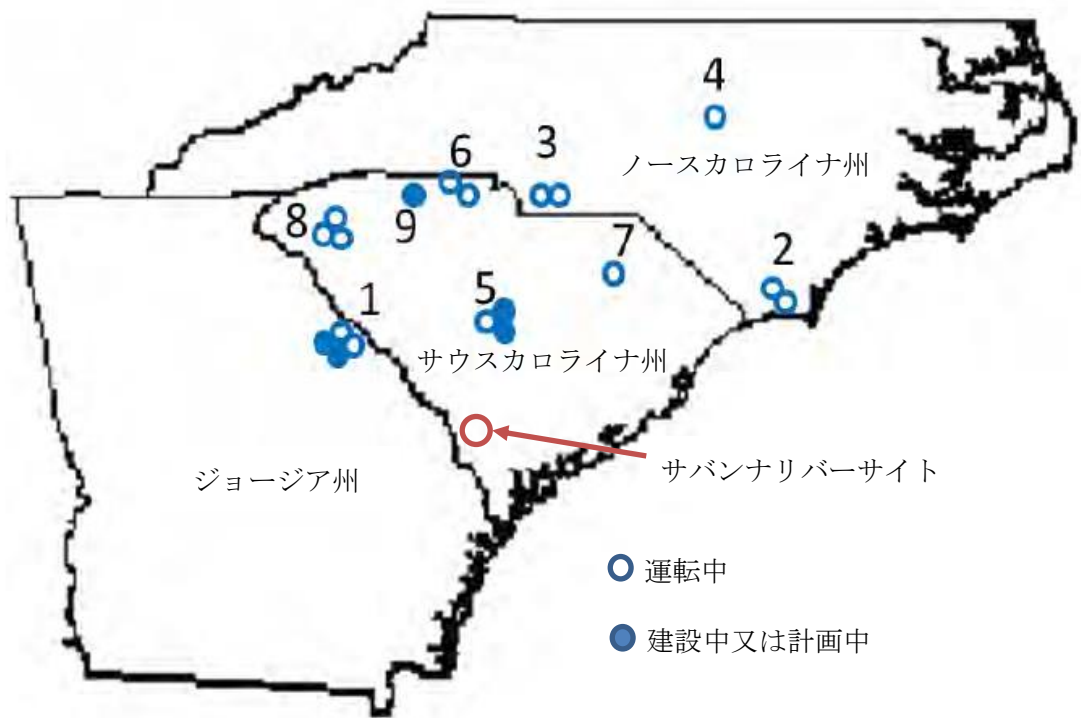 4
ノースカロライナ州
3
6
9
8
7
2
5
1
サウスカロライナ州
ジョージア州
サバンナリバーサイト
運転中
建設中又は計画中